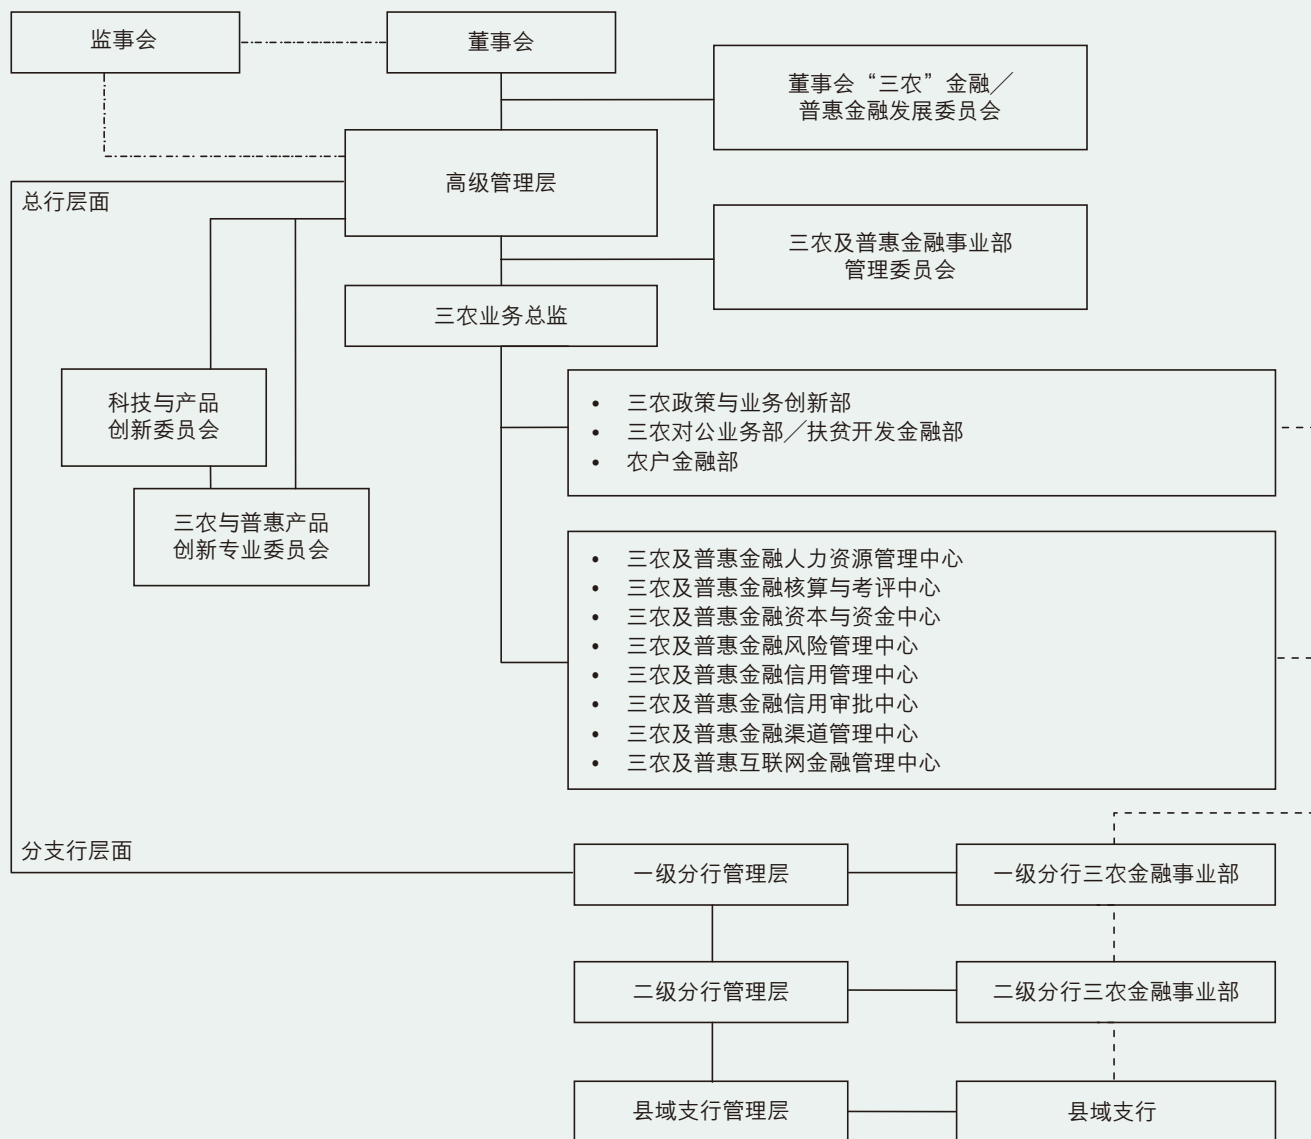 监事会
董事会
董事会“三农”金融／
普惠金融发展委员会
高级管理层
总行层面
三农及普惠金融事业部
管理委员会
三农业务总监
科技与产品
创新委员会
• 三农政策与业务创新部
• 三农对公业务部／扶贫开发金融部
• 农户金融部
三农与普惠产品
创新专业委员会
• 三农及普惠金融人力资源管理中心
• 三农及普惠金融核算与考评中心
• 三农及普惠金融资本与资金中心
• 三农及普惠金融风险管理中心
• 三农及普惠金融信用管理中心
• 三农及普惠金融信用审批中心
• 三农及普惠金融渠道管理中心
• 三农及普惠互联网金融管理中心
分支行层面
一级分行管理层
一级分行三农金融事业部
二级分行管理层
二级分行三农金融事业部
县域支行管理层
县域支行